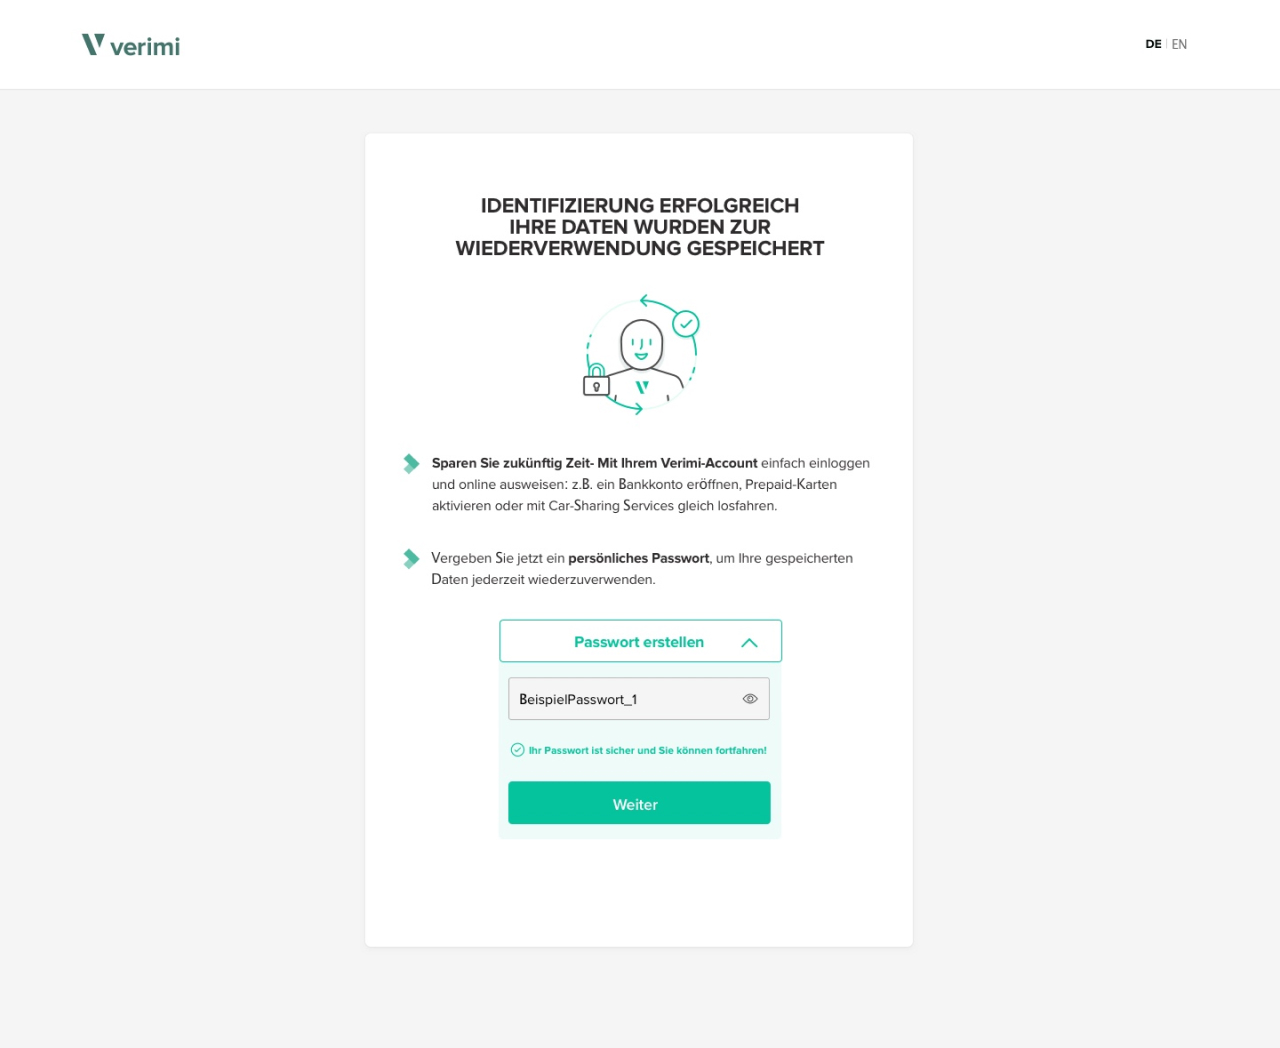 verimi
DE | EN
IDENTIFIZIERUNG ERFOLGREICH
IHRE DATEN WURDEN ZUR
WIEDERVERWENDUNG GESPEICHERT
Sparen Sie zukünftig Zeit- Mit Ihrem Verimi-Account einfach einloggen
und online ausweisen: z.B. ein Bankkonto eröffnen, Prepaid-Karten
aktivieren oder mit Car-Sharing Services gleich losfahren.
Vergeben Sie jetzt ein persönliches Passwort, um Ihre gespeicherten
Daten jederzeit wiederzuverwenden.
Passwort erstellen
BeispielPasswort_1
Ihr Passwort ist sicher und Sie können fortfahren!
Weiter